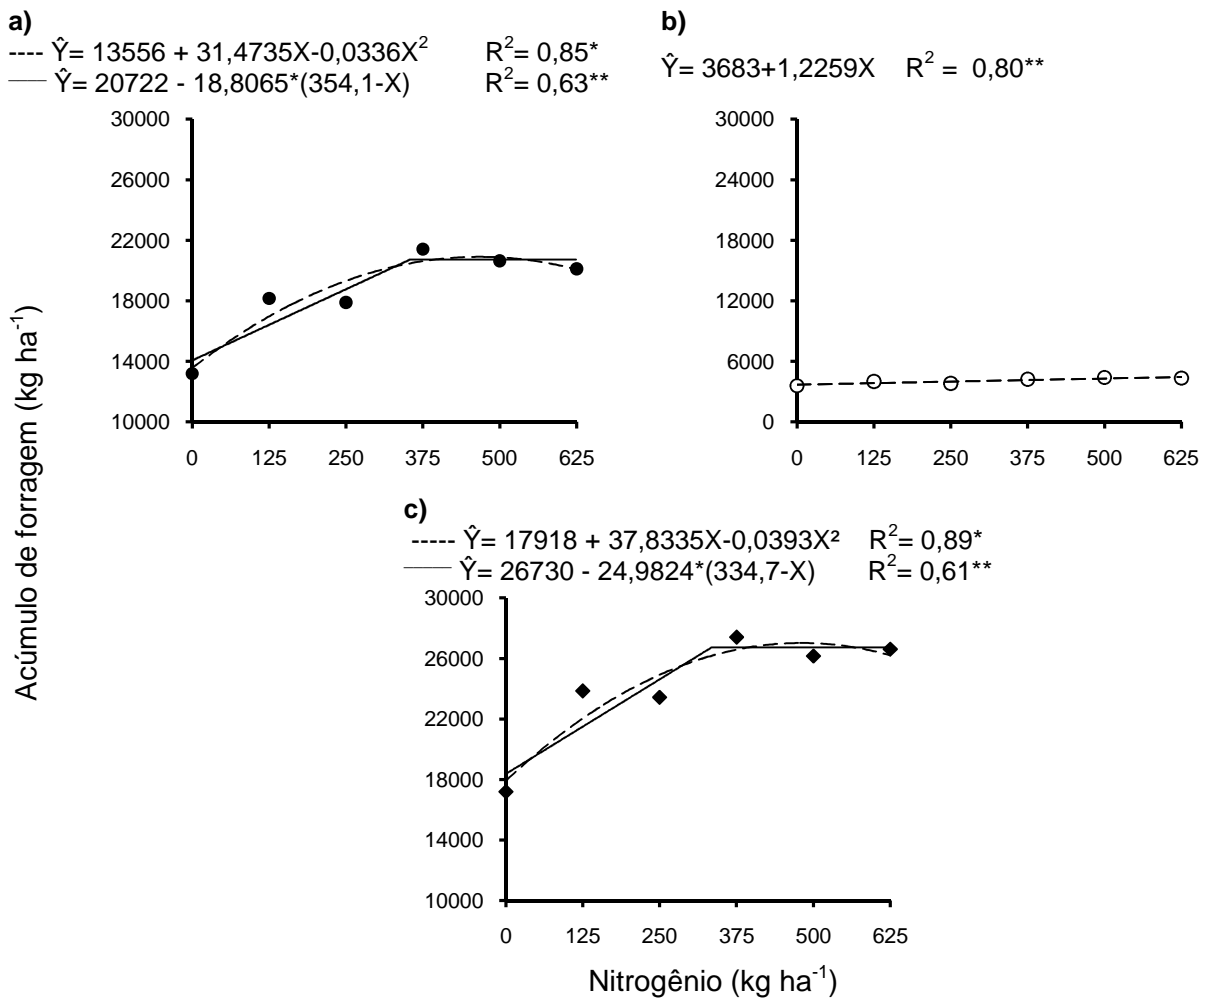 a)
---- Ŷ= 13556 + 31,4735X-0,0336X² R²= 0,85*
___ Ŷ= 20722 - 18,8065*(354,1-X) R²= 0,63**
30000
26000
22000
18000
14000
10000
0 125 250 375 500 625
b)
Ŷ= 3683+1,2259X R² = 0,80**
30000
24000
18000
12000
6000
0
0 125 250 375 500 625
c)
----- Ŷ= 17918 + 37,8335X-0,0393X² R²= 0,89*
____ Ŷ= 26730 - 24,9824*(334,7-X) R²= 0,61**
30000
26000
22000
18000
14000
10000
0 125 250 375 500 625
Acúmulo de forragem (kg ha⁻¹)
Nitrogênio (kg ha⁻¹)